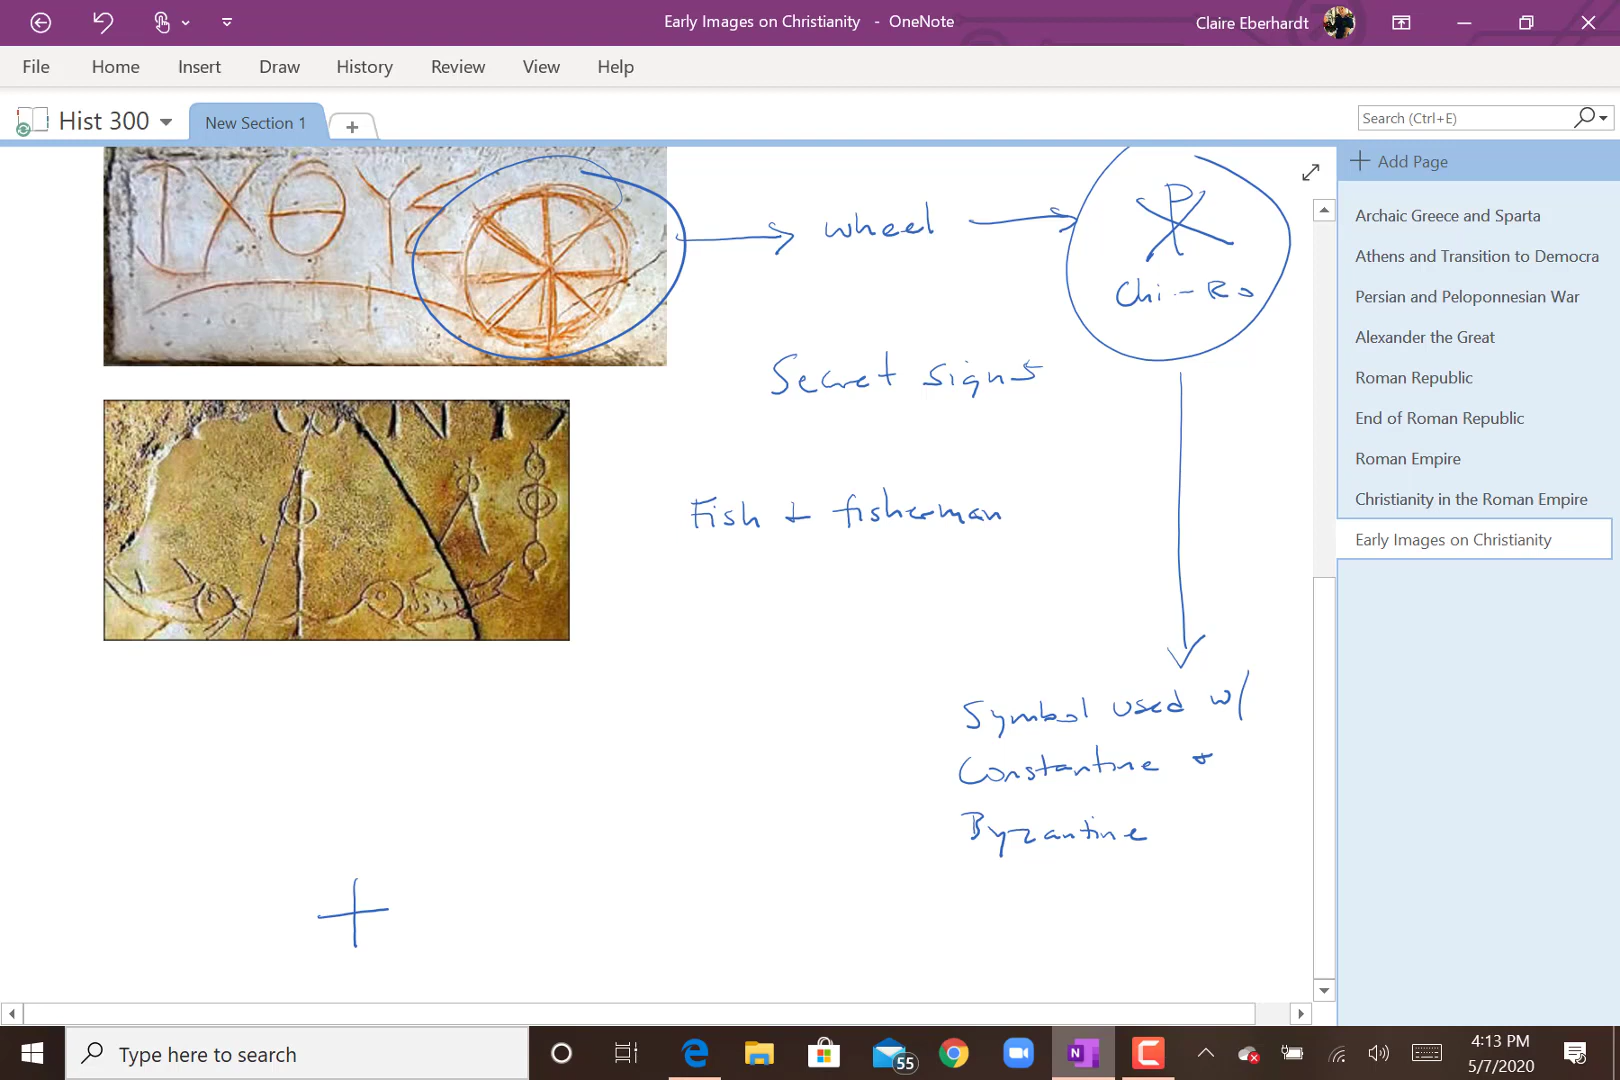 Early Images on Christianity - OneNote
Claire Eberhardt
File Home Insert Draw History Review View Help
Hist 300
New Section 1
Search (Ctrl+E)
ΙΧΘΥΣ
wheel
Chi-Ro
Secret signs
Fish + fisherman
Symbol used w/
Constantine +
Byzantine
Add Page
Archaic Greece and Sparta
Athens and Transition to Democra
Persian and Peloponnesian War
Alexander the Great
Roman Republic
End of Roman Republic
Roman Empire
Christianity in the Roman Empire
Early Images on Christianity
Type here to search
55
4:13 PM
5/7/2020